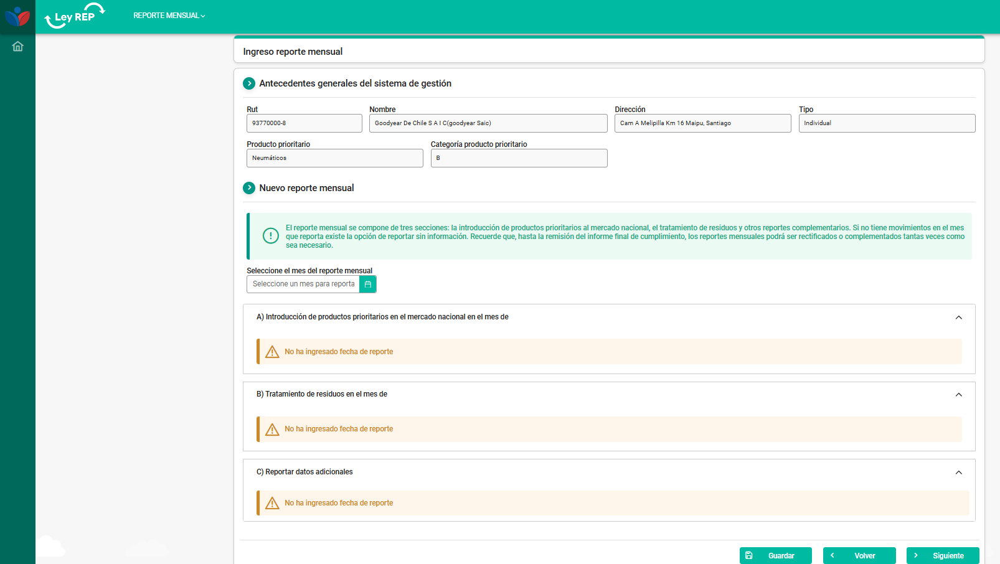 Ley REP
REPORTE MENSUAL
Ingreso reporte mensual
Antecedentes generales del sistema de gestión
Rut
Nombre
Dirección
Tipo
93770000-8
Goodyear De Chile S A I C(goodyear Saic)
Cam A Melipilla Km 16 Maipu, Santiago
Individual
Producto prioritario
Categoría producto prioritario
Neumáticos
B
Nuevo reporte mensual
El reporte mensual se compone de tres secciones: la introducción de productos prioritarios al mercado nacional, el tratamiento de residuos y otros reportes complementarios. Si no tiene movimientos en el mes
que reporta existe la opción de reportar sin información. Recuerde que, hasta la remisión del informe final de cumplimiento, los reportes mensuales podrá ser rectificados o complementados tantas veces como
sea necesario.
Seleccione el mes del reporte mensual
Seleccione un mes para reporta
A) Introducción de productos prioritarios en el mercado nacional en el mes de
No ha ingresado fecha de reporte
B) Tratamiento de residuos en el mes de
No ha ingresado fecha de reporte
C) Reportar datos adicionales
No ha ingresado fecha de reporte
Guardar
Volver
Siguiente